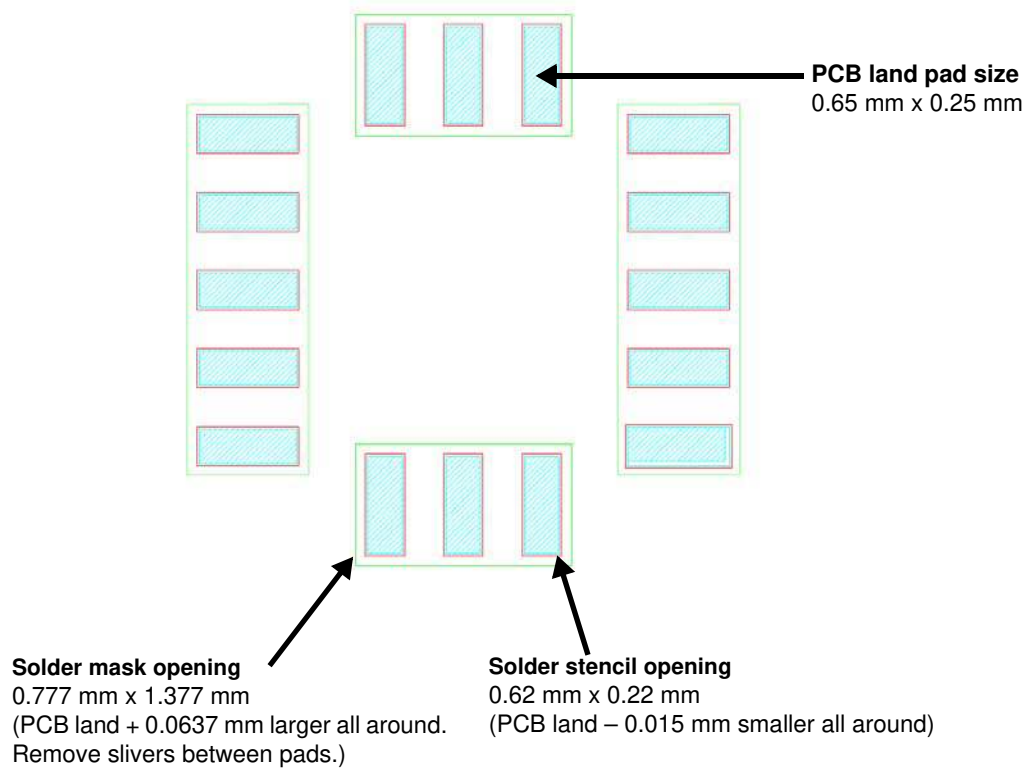 PCB land pad size
0.65 mm x 0.25 mm
Solder mask opening
0.777 mm x 1.377 mm
(PCB land + 0.0637 mm larger all around.
Remove slivers between pads.)
Solder stencil opening
0.62 mm x 0.22 mm
(PCB land – 0.015 mm smaller all around)